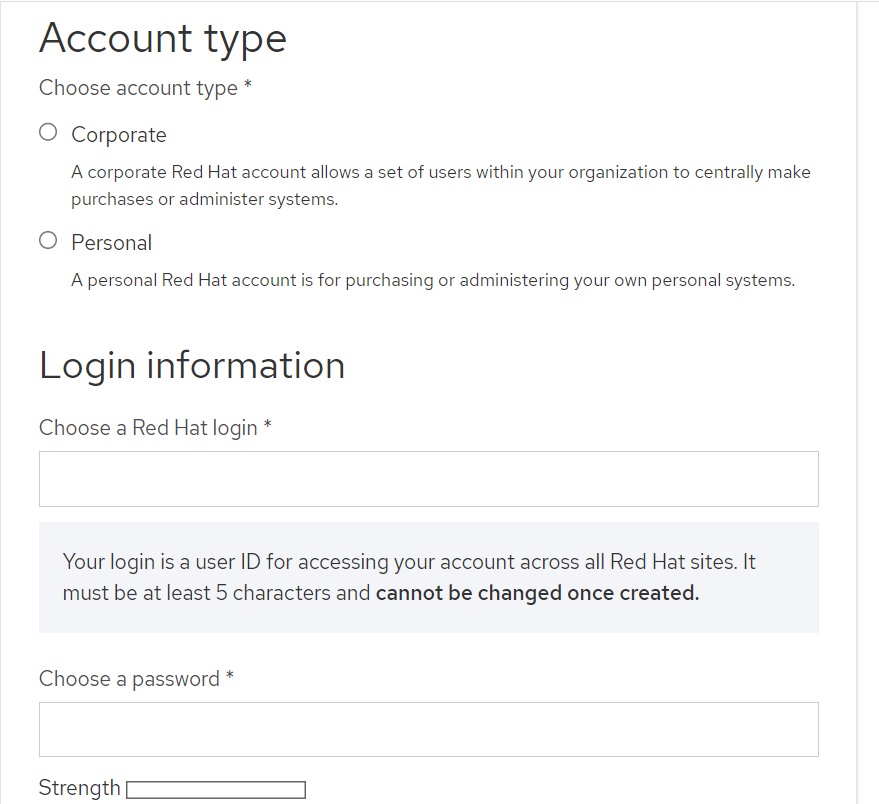 Account type
Choose account type *
Corporate
A corporate Red Hat account allows a set of users within your organization to centrally make
purchases or administer systems.
Personal
A personal Red Hat account is for purchasing or administering your own personal systems.
Login information
Choose a Red Hat login *
Your login is a user ID for accessing your account across all Red Hat sites. It
must be at least 5 characters and cannot be changed once created.
Choose a password *
Strength